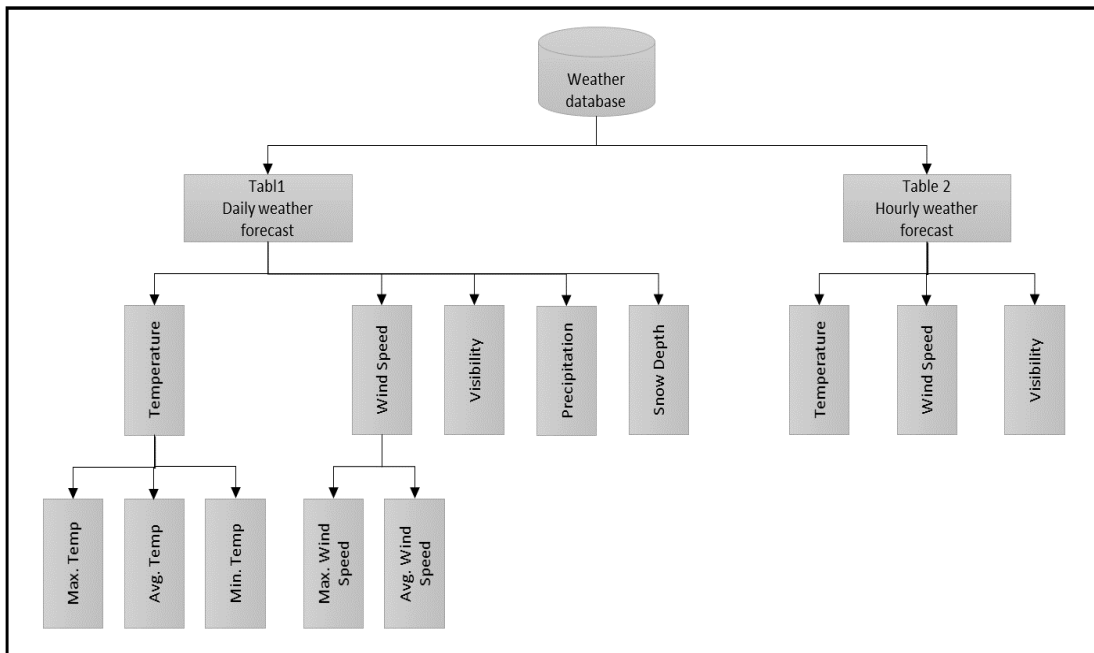 Weather
database
Tabl1
Daily weather
forecast
Table 2
Hourly weather
forecast
Temperature
Wind Speed
Visibility
Precipitation
Snow Depth
Temperature
Wind Speed
Visibility
Max. Temp
Avg. Temp
Min. Temp
Max. Wind
Speed
Avg. Wind
Speed